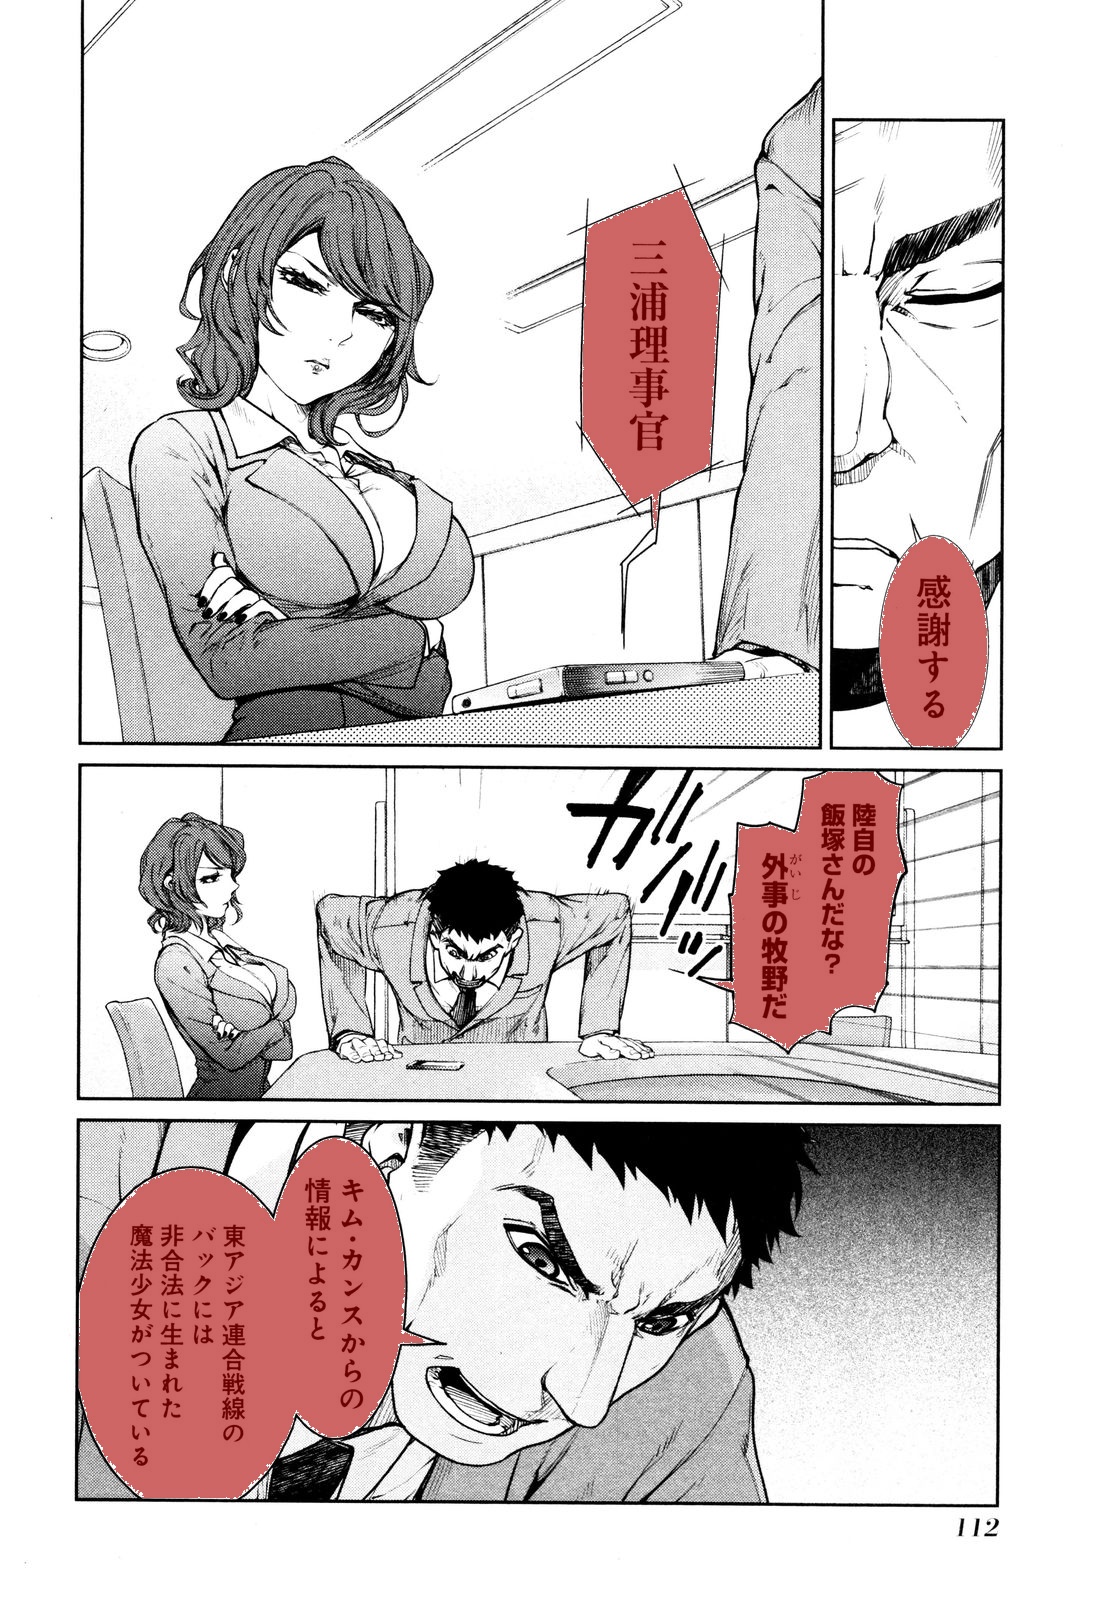 感謝する
三浦理事官
陸自の
飯塚さんだな?
外事の牧野だ
がいじ
ガバッ
キム・カンスからの
情報によると
東アジア連合戦線の
バックには
非合法に生まれた
魔法少女がついている
112